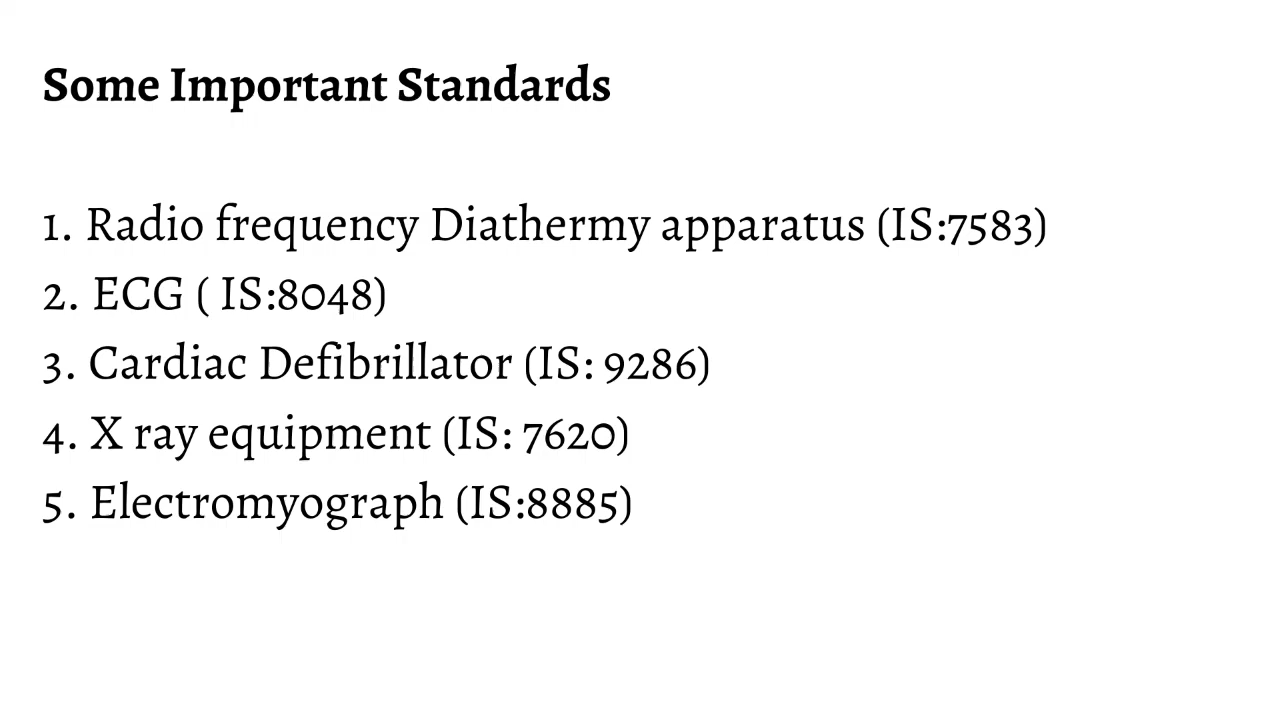 Some Important Standards
1. Radio frequency Diathermy apparatus (IS:7583)
2. ECG ( IS:8048)
3. Cardiac Defibrillator (IS: 9286)
4. X ray equipment (IS: 7620)
5. Electromyograph (IS:8885)